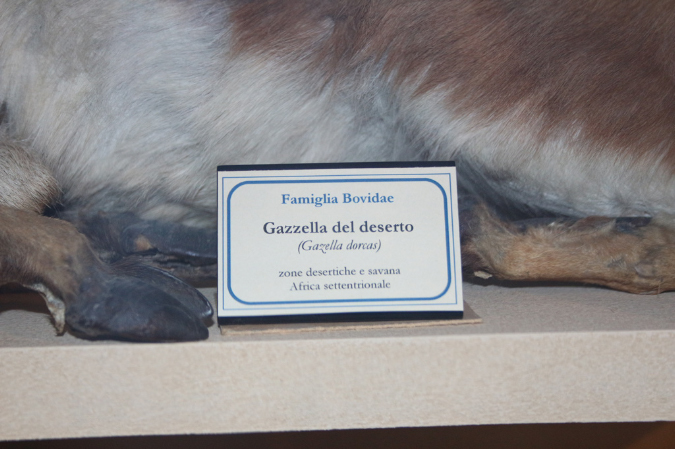 Famiglia Bovidae
Gazzella del deserto
(Gazella dorcas)
zone desertiche e savana
Africa settentrionale